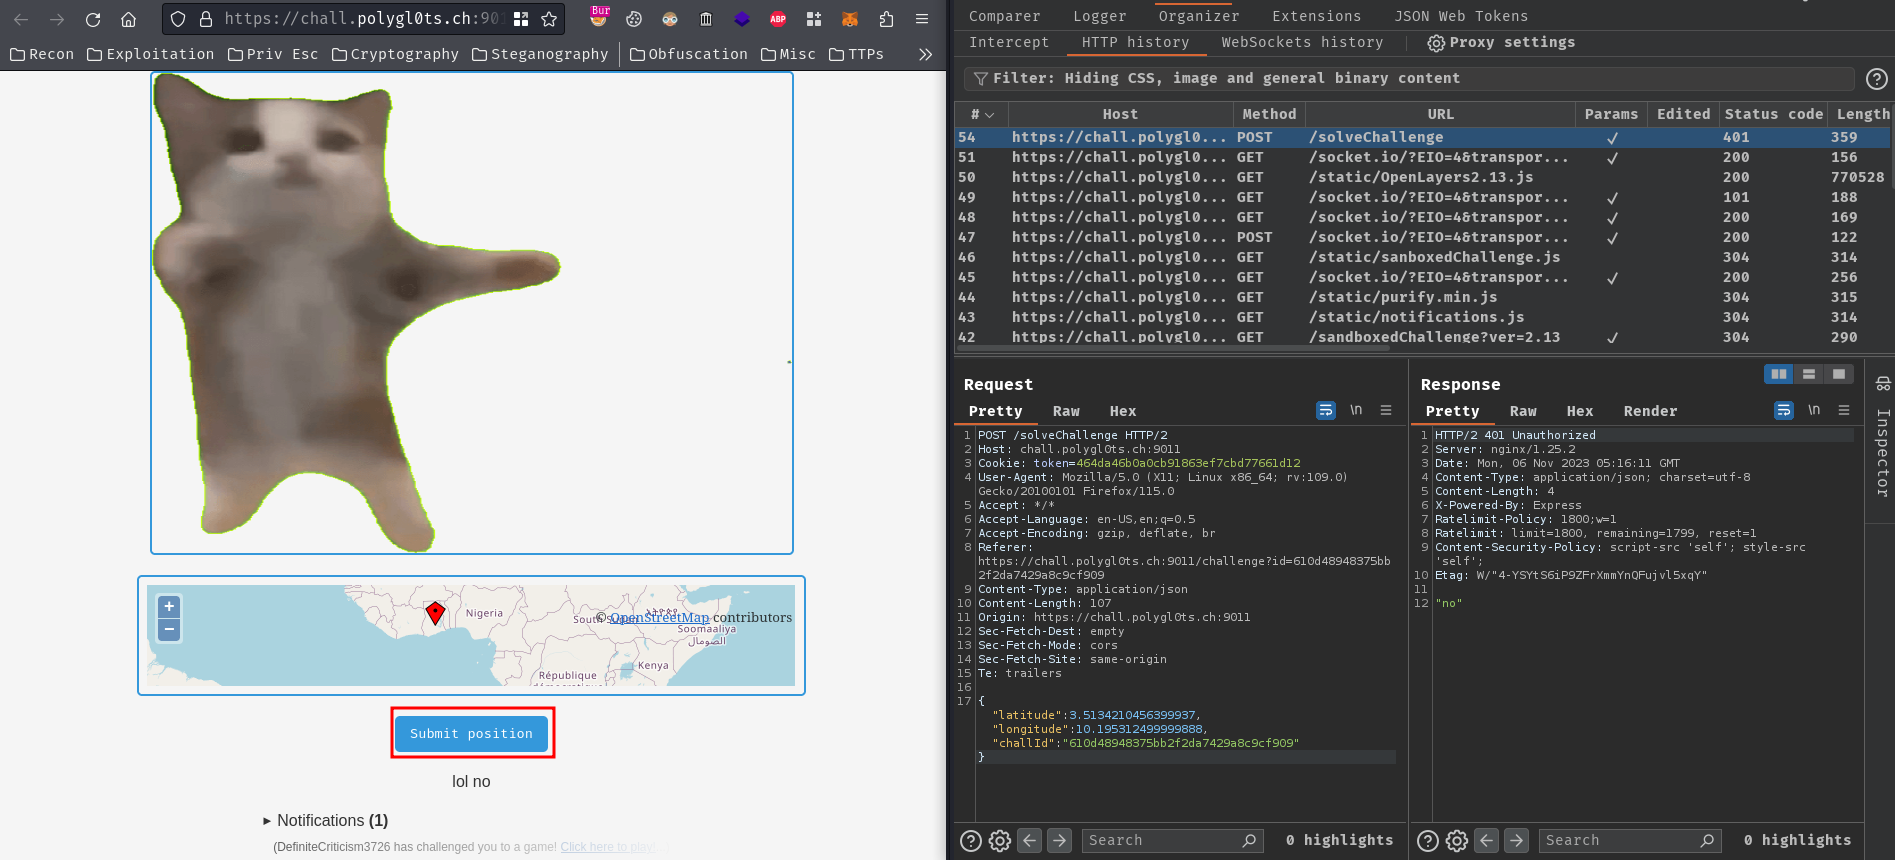 https://chall.polygl0ts.ch:901
Bur
ABP
Recon Exploitation Priv Esc Cryptography Steganography Obfuscation Misc TTPs
+
−
Nigeria
© OpenStreetMap contributors
Soomaaliya
الصومال
Kenya
République
Submit position
lol no
▸ Notifications (1)
(DefiniteCriticism3726 has challenged you to a game! Click here to play!
Comparer Logger Organizer Extensions JSON Web Tokens
Intercept HTTP history WebSockets history Proxy settings
Filter: Hiding CSS, image and general binary content
# Host Method URL Params Edited Status code Length
54 https://chall.polygl0... POST /solveChallenge ✓ 401 359
51 https://chall.polygl0... GET /socket.io/?EIO=4&transpor... ✓ 200 156
50 https://chall.polygl0... GET /static/OpenLayers2.13.js 200 770528
49 https://chall.polygl0... GET /socket.io/?EIO=4&transpor... ✓ 101 188
48 https://chall.polygl0... GET /socket.io/?EIO=4&transpor... ✓ 200 169
47 https://chall.polygl0... POST /socket.io/?EIO=4&transpor... ✓ 200 122
46 https://chall.polygl0... GET /static/sanboxedChallenge.js 304 314
45 https://chall.polygl0... GET /socket.io/?EIO=4&transpor... ✓ 200 256
44 https://chall.polygl0... GET /static/purify.min.js 304 315
43 https://chall.polygl0... GET /static/notifications.js 304 314
42 https://chall.polygl0... GET /sandboxedChallenge?ver=2.13 ✓ 304 290
Request
Pretty Raw Hex
\n
1 POST /solveChallenge HTTP/2
2 Host: chall.polygl0ts.ch:9011
3 Cookie: token=464da46b0a0cb91863ef7cbd77661d12
4 User-Agent: Mozilla/5.0 (X11; Linux x86_64; rv:109.0)
Gecko/20100101 Firefox/115.0
5 Accept: */*
6 Accept-Language: en-US,en;q=0.5
7 Accept-Encoding: gzip, deflate, br
8 Referer:
https://chall.polygl0ts.ch:9011/challenge?id=610d48948375bb
2f2da7429a8c9cf909
9 Content-Type: application/json
10 Content-Length: 107
11 Origin: https://chall.polygl0ts.ch:9011
12 Sec-Fetch-Dest: empty
13 Sec-Fetch-Mode: cors
14 Sec-Fetch-Site: same-origin
15 Te: trailers
16
17 {
"latitude":3.5134210456399937,
"longitude":10.195312499999888,
"challId":"610d48948375bb2f2da7429a8c9cf909"
}
Search 0 highlights
Response
Pretty Raw Hex Render
\n
1 HTTP/2 401 Unauthorized
2 Server: nginx/1.25.2
3 Date: Mon, 06 Nov 2023 05:16:11 GMT
4 Content-Type: application/json; charset=utf-8
5 Content-Length: 4
6 X-Powered-By: Express
7 Ratelimit-Policy: 1800;w=1
8 Ratelimit: limit=1800, remaining=1799, reset=1
9 Content-Security-Policy: script-src 'self'; style-src
'self';
10 Etag: W/"4-YSYtS6iP9ZFrXmmYnQFujvl5xqY"
11
12 "no"
Search 0 highlights
Inspector